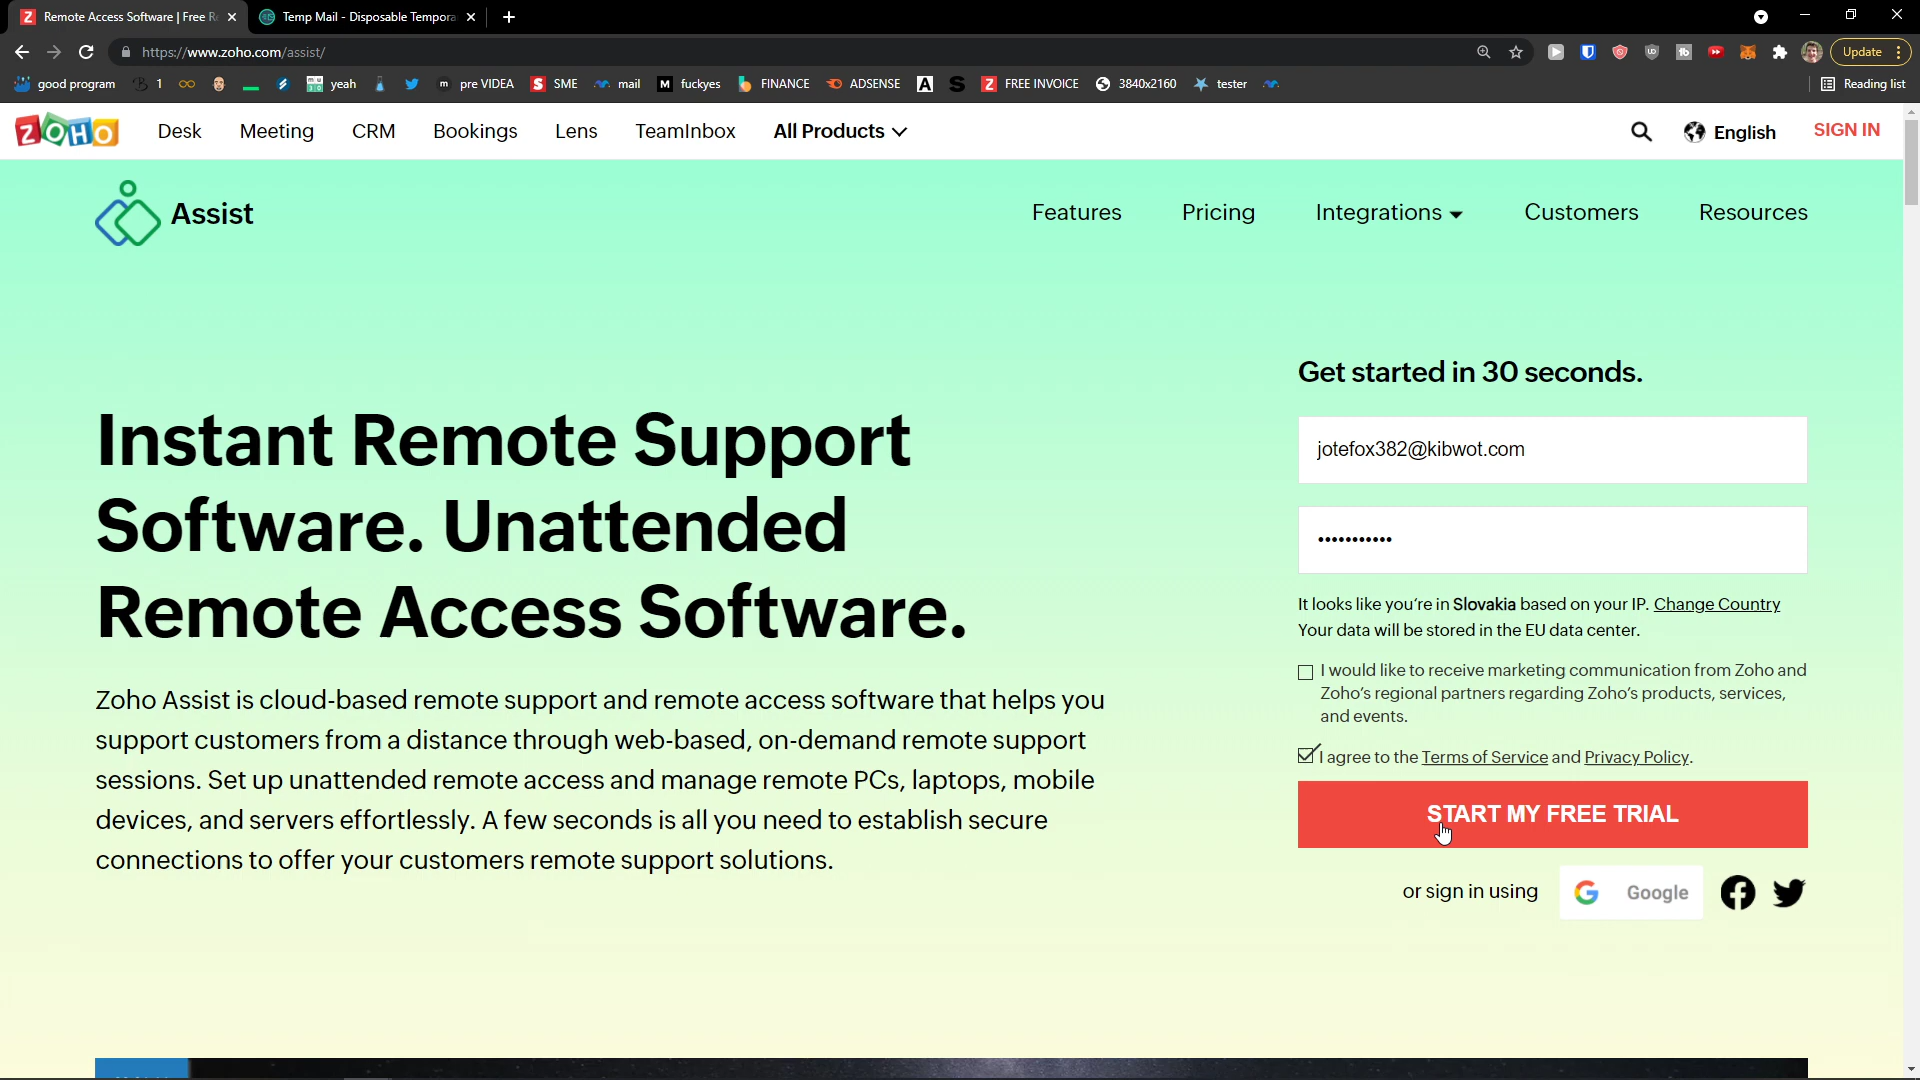 Remote Access Software | Free R
Temp Mail - Disposable Tempora
https://www.zoho.com/assist/
Update
good program
1
yeah
pre VIDEA
SME
mail
fuckyes
FINANCE
ADSENSE
FREE INVOICE
3840x2160
tester
Reading list
ZOHO
Desk
Meeting
CRM
Bookings
Lens
TeamInbox
All Products
English
SIGN IN
Assist
Features
Pricing
Integrations
Customers
Resources
Get started in 30 seconds.
Instant Remote Support
Software. Unattended
Remote Access Software.
jotefox382@kibwot.com
•••••••••••
It looks like you're in Slovakia based on your IP. Change Country
Your data will be stored in the EU data center.
I would like to receive marketing communication from Zoho and
Zoho's regional partners regarding Zoho's products, services,
and events.
I agree to the Terms of Service and Privacy Policy.
Zoho Assist is cloud-based remote support and remote access software that helps you
support customers from a distance through web-based, on-demand remote support
sessions. Set up unattended remote access and manage remote PCs, laptops, mobile
devices, and servers effortlessly. A few seconds is all you need to establish secure
connections to offer your customers remote support solutions.
START MY FREE TRIAL
or sign in using
Google